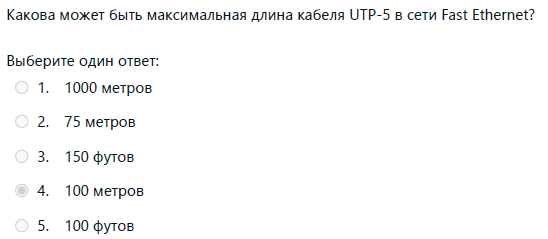 Какова может быть максимальная длина кабеля UTP-5 в сети Fast Ethernet?
Выберите один ответ:
1. 1000 метров
2. 75 метров
3. 150 футов
4. 100 метров
5. 100 футов